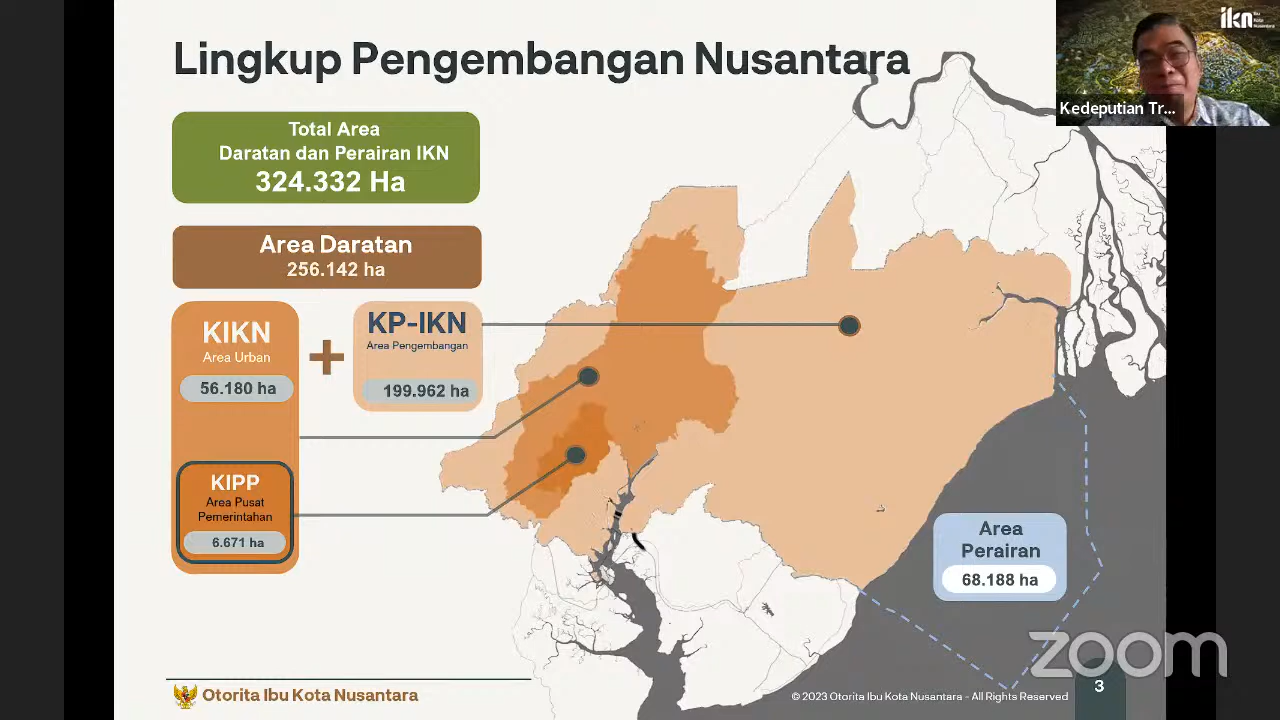 Lingkup Pengembangan Nusantara
ikn Ibu
Kota
Nusantara
Kedeputian Tr...
Total Area
Daratan dan Perairan IKN
324.332 Ha
Area Daratan
256.142 ha
KIKN
Area Urban
56.180 ha
KP-IKN
Area Pengembangan
199.962 ha
KIPP
Area Pusat
Pemerintahan
6.671 ha
Area
Perairan
68.188 ha
zoom
Otorita Ibu Kota Nusantara
© 2023 Otorita Ibu Kota Nusantara - All Rights Reserved
3